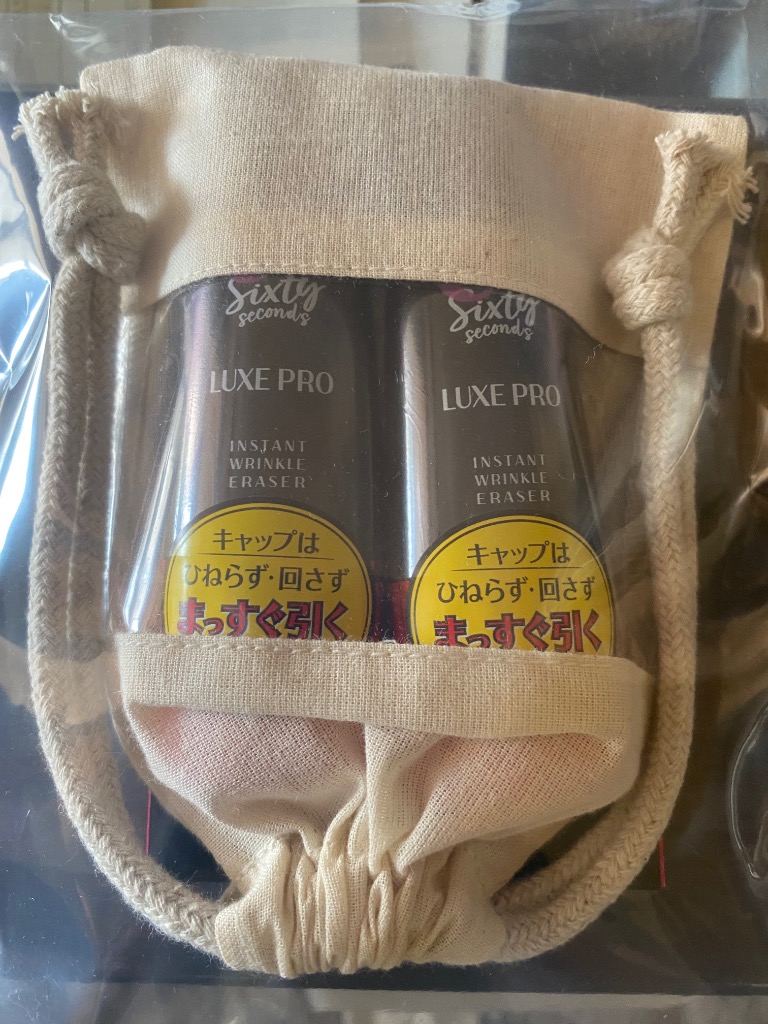 Sixty
seconds
LUXE PRO
INSTANT
WRINKLE
ERASER
キャップは
ひねらず・回さず
まっすぐ引く
Sixty
seconds
LUXE PRO
INSTANT
WRINKLE
ERASER
キャップは
ひねらず・回さず
まっすぐ引く